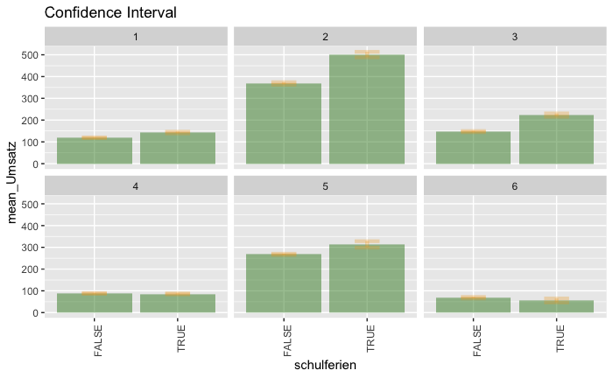 Confidence Interval
1 2 3
500
400
300
200
100
0
4 5 6
500
400
300
200
100
0
mean_Umsatz
FALSE TRUE FALSE TRUE FALSE TRUE
schulferien